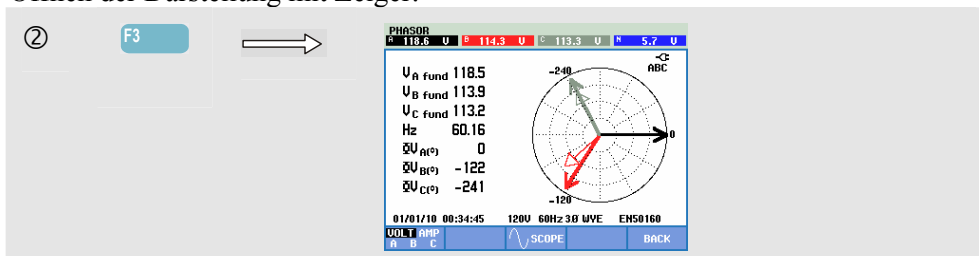 Öffnen der Darstellung mit Zeiger:
② F3
PHASOR
A 118.6 V B 114.3 V C 113.3 V N 5.7 V
ABC
V A fund 118.5
V B fund 113.9
V C fund 113.2
Hz 60.16
ΦV A(°) 0
ΦV B(°) -122
ΦV C(°) -241
-240
0
-120
01/01/10 00:34:45 120V 60Hz 3.Ø WYE EN50160
VOLT AMP
A B C
SCOPE
BACK